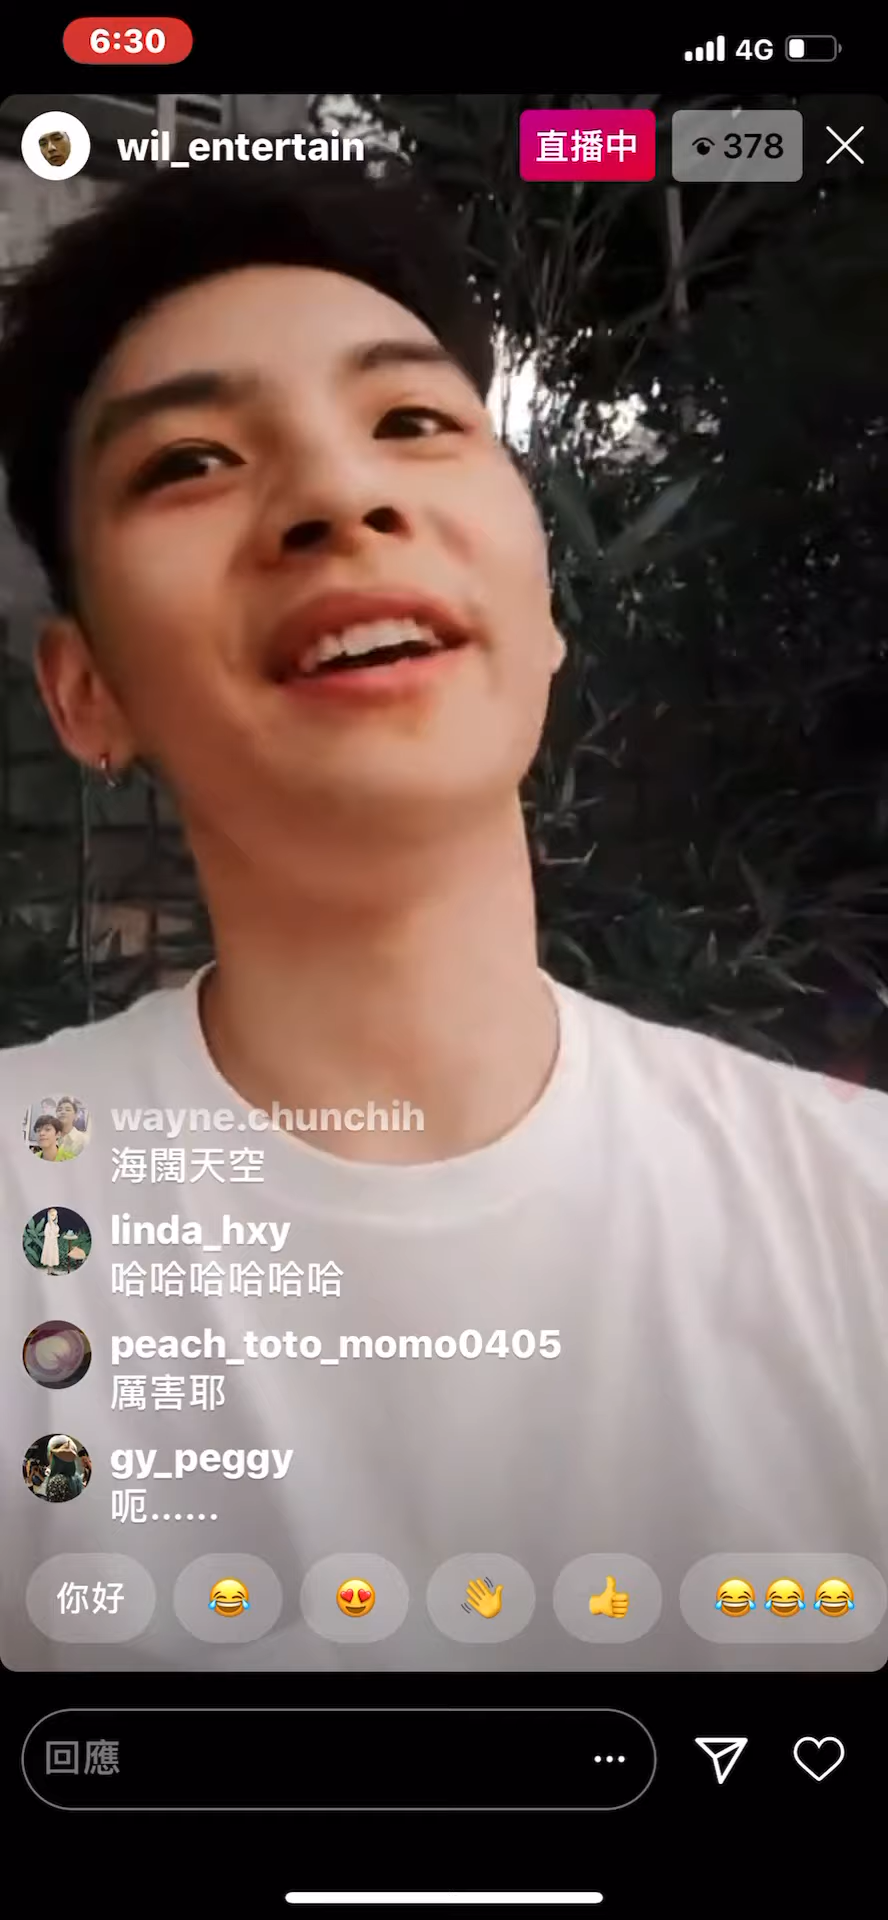 6:30
4G
wil_entertain
直播中
378
wayne.chunchih
海闊天空
linda_hxy
哈哈哈哈哈哈
peach_toto_momo0405
厲害耶
gy_peggy
呃......
你好
回應